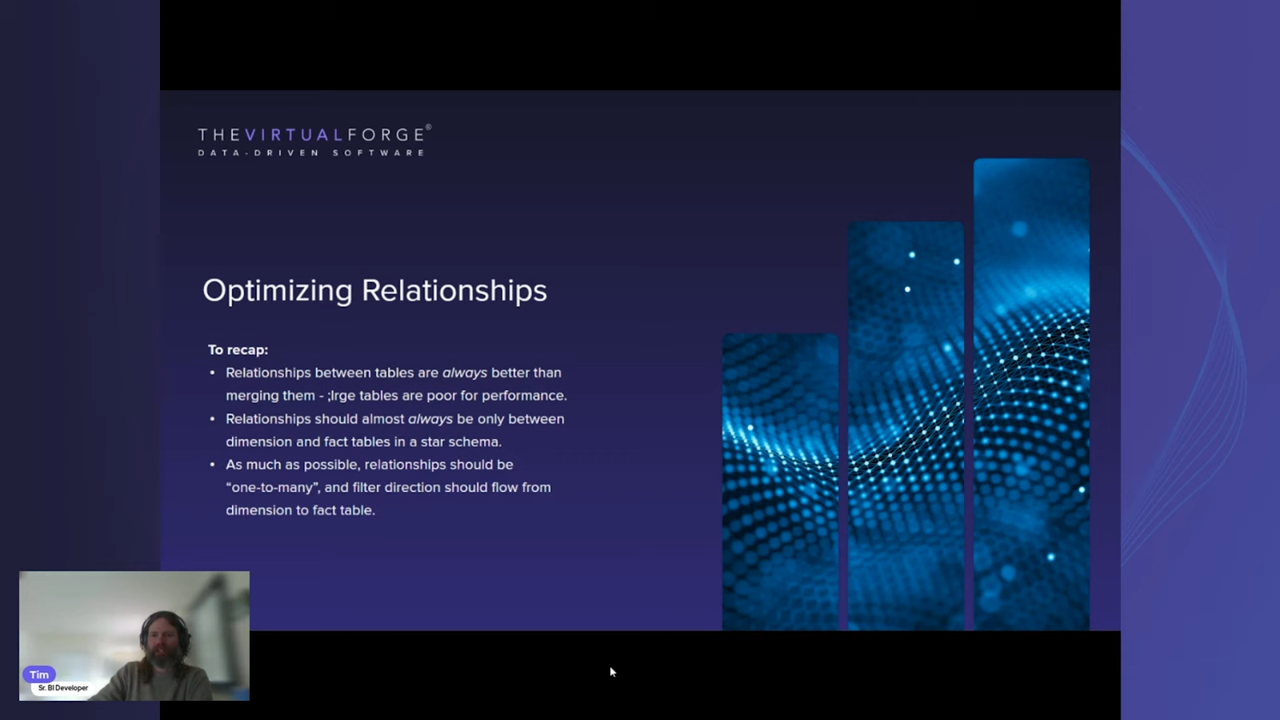 THEVIRTUALFORGE®
DATA-DRIVEN SOFTWARE
Optimizing Relationships
To recap:
• Relationships between tables are always better than
merging them - ;lrge tables are poor for performance.
• Relationships should almost always be only between
dimension and fact tables in a star schema.
• As much as possible, relationships should be
“one-to-many”, and filter direction should flow from
dimension to fact table.
Tim
Sr. BI Developer